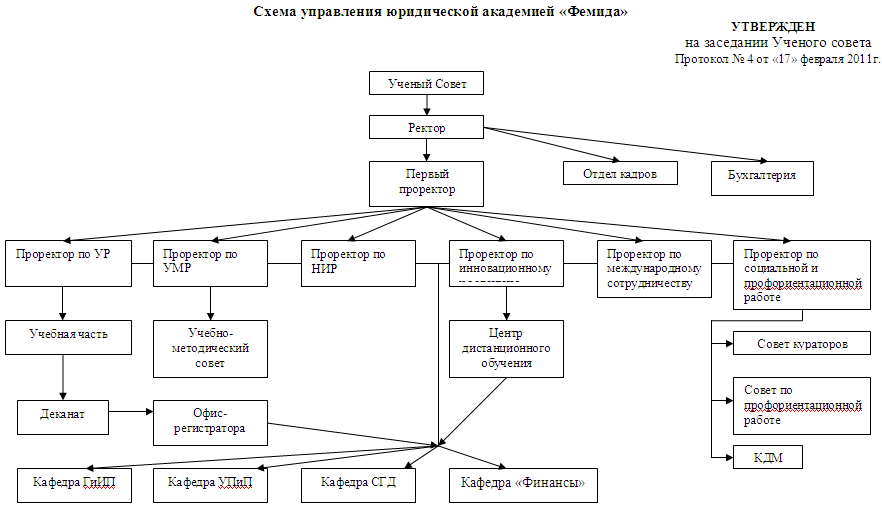 Схема управления юридической академией «Фемида»
УТВЕРЖДЕН
на заседании Ученого совета
Протокол № 4 от «17» февраля 2011г.
Ученый Совет
Ректор
Отдел кадров
Бухгалтерия
Первый
проректор
Проректор по УР
Проректор по
УМР
Проректор по
НИР
Проректор по
инновационному
Проректор по
международному
сотрудничеству
Проректор по
социальной и
профориентационной
работе
Учебная часть
Учебно-
методический
совет
Центр
дистанционного
обучения
Совет кураторов
Деканат
Офис-
регистратора
Совет по
профориентационной
работе
КДМ
Кафедра ГиИП
Кафедра УПиП
Кафедра СГД
Кафедра «Финансы»